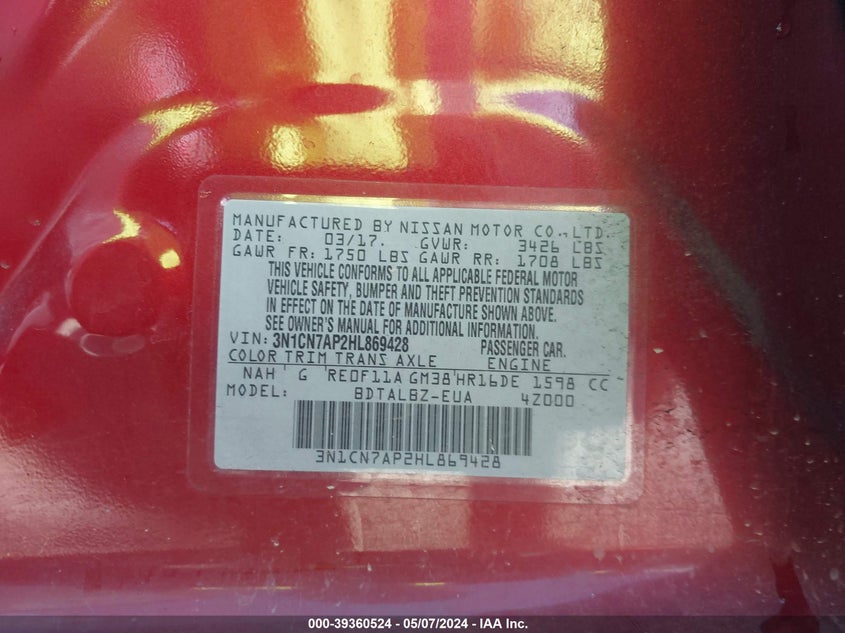 MANUFACTURED BY NISSAN MOTOR CO., LTD.
DATE: 03/17. GVWR: 3426 LBS
GAWR FR: 1750 LBS GAWR RR: 1708 LBS
THIS VEHICLE CONFORMS TO ALL APPLICABLE FEDERAL MOTOR
VEHICLE SAFETY, BUMPER AND THEFT PREVENTION STANDARDS
IN EFFECT ON THE DATE OF MANUFACTURE SHOWN ABOVE.
SEE OWNER'S MANUAL FOR ADDITIONAL INFORMATION.
VIN: 3N1CN7AP2HL869428 PASSENGER CAR.
COLOR TRIM TRANS AXLE ENGINE
NAH G RE0F11A GM38 HR16DE 1598 CC
MODEL: BDTALBZ-EUA 4Z000
3N1CN7AP2HL869428
000-39360524 - 05/07/2024 - IAA Inc.